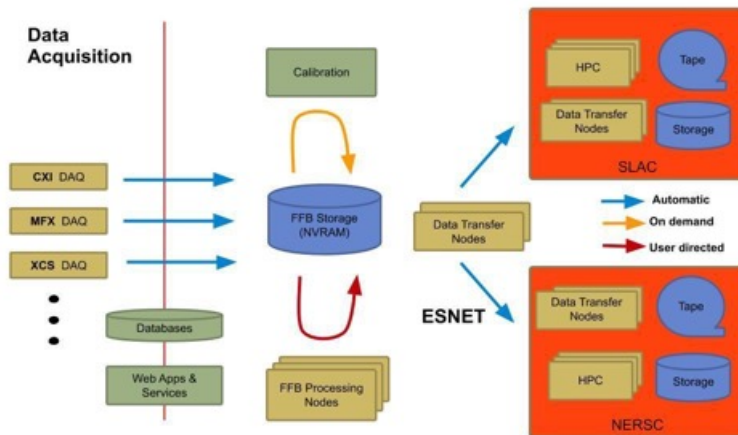 Data
Acquisition
Calibration
CXI DAQ
MFX DAQ
XCS DAQ
Databases
Web Apps &
Services
FFB Storage
(NVRAM)
FFB Processing
Nodes
Data Transfer
Nodes
ESNET
HPC
Tape
Data Transfer
Nodes
Storage
SLAC
Automatic
On demand
User directed
Data Transfer
Nodes
Tape
HPC
Storage
NERSC